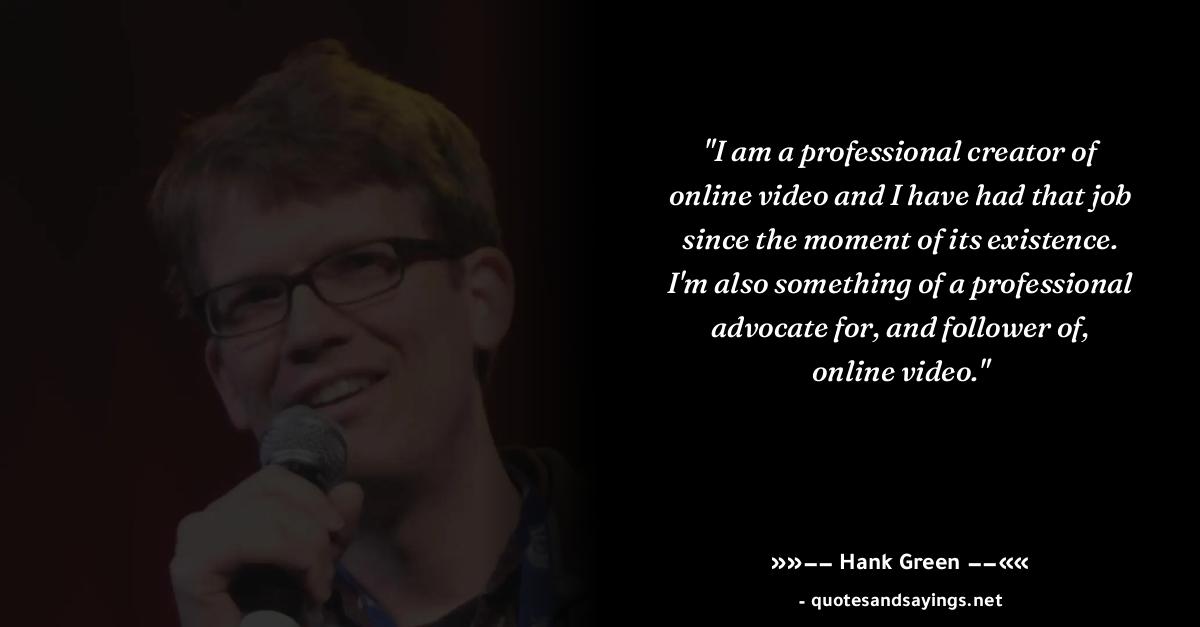 "I am a professional creator of
online video and I have had that job
since the moment of its existence.
I'm also something of a professional
advocate for, and follower of,
online video."
»»—— Hank Green ——««
- quotesandsayings.net